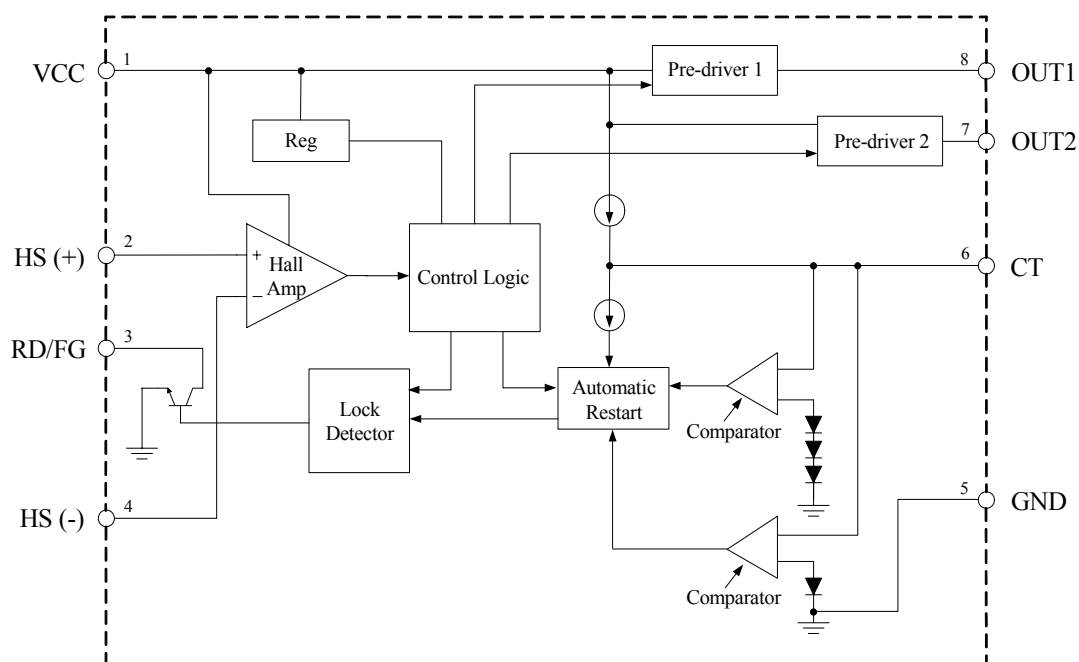 VCC
1
Pre-driver 1
8
OUT1
Reg
Pre-driver 2
7
OUT2
HS (+)
2
+
Hall
Amp
−
Control Logic
6
CT
RD/FG
3
Lock
Detector
Automatic
Restart
Comparator
HS (-)
4
5
GND
Comparator